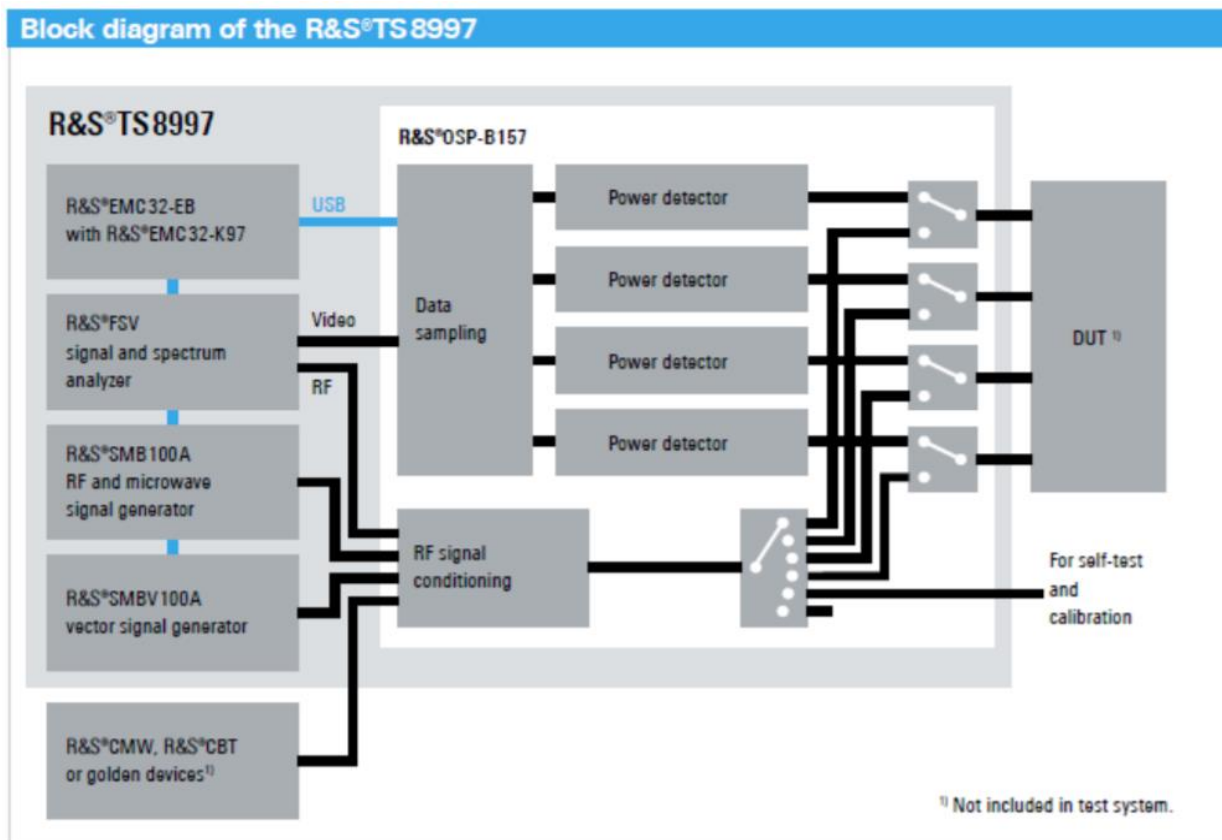 Block diagram of the R&S®TS8997
R&S®TS8997
R&S®OSP-B157
R&S®EMC32-EB
with R&S®EMC32-K97
USB
Data
sampling
Power detector
Power detector
Power detector
Power detector
R&S®FSV
signal and spectrum
analyzer
Video
RF
DUT 1)
R&S®SMB100A
RF and microwave
signal generator
RF signal
conditioning
R&S®SMBV100A
vector signal generator
For self-test
and
calibration
R&S®CMW, R&S®CBT
or golden devices1)
1) Not included in test system.